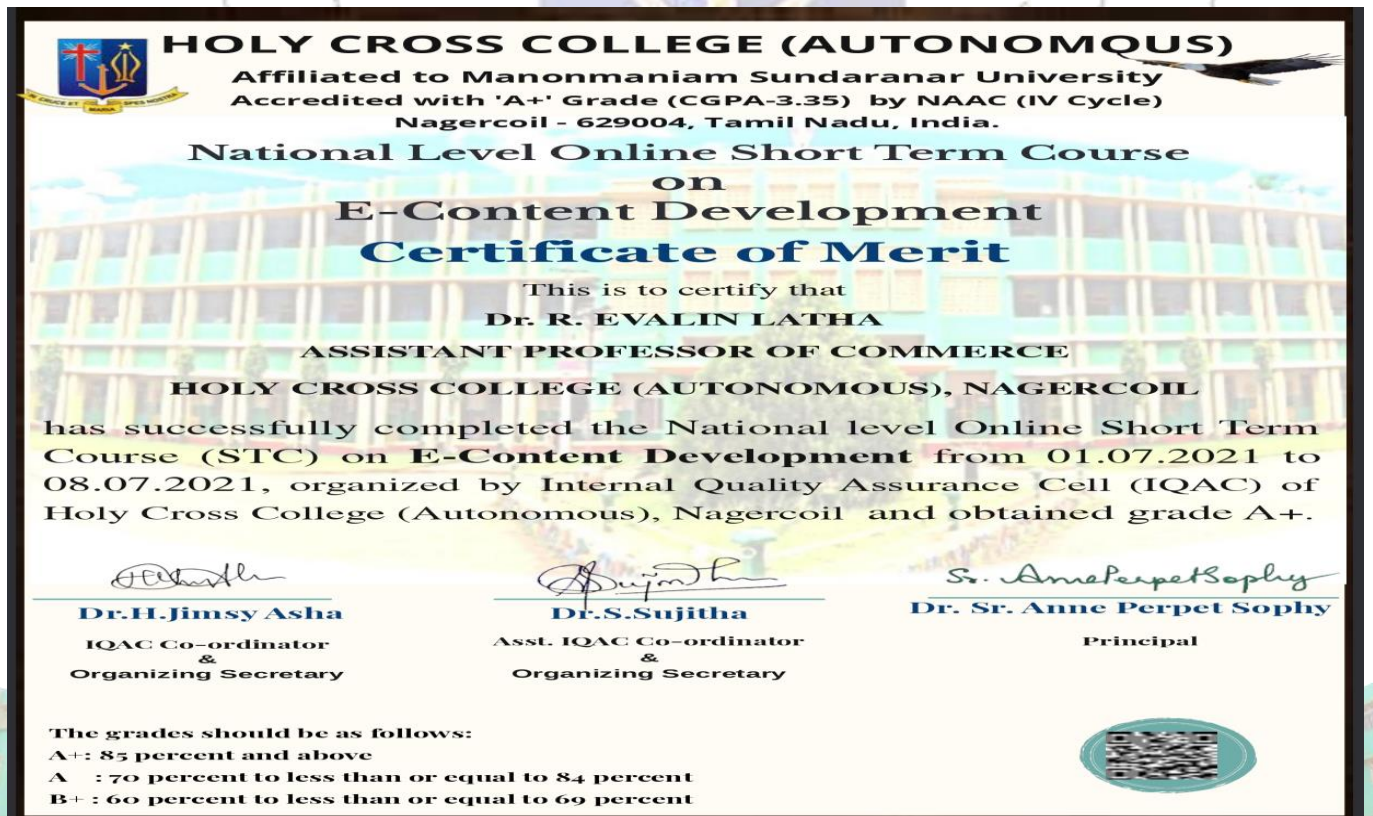 HOLY CROSS COLLEGE (AUTONOMOUS)
Affiliated to Manonmaniam Sundaranar University
Accredited with 'A+' Grade (CGPA-3.35) by NAAC (IV Cycle)
Nagercoil - 629004, Tamil Nadu, India.
National Level Online Short Term Course
on
E-Content Development
Certificate of Merit
This is to certify that
Dr. R. EVALIN LATHA
ASSISTANT PROFESSOR OF COMMERCE
HOLY CROSS COLLEGE (AUTONOMOUS), NAGERCOIL
has successfully completed the National level Online Short Term
Course (STC) on E-Content Development from 01.07.2021 to
08.07.2021, organized by Internal Quality Assurance Cell (IQAC) of
Holy Cross College (Autonomous), Nagercoil and obtained grade A+.
Sr. AnnePerpetSophy
Dr.H.Jimsy Asha Dr.S.Sujitha Dr. Sr. Anne Perpet Sophy
IQAC Co-ordinator Asst. IQAC Co-ordinator Principal
& &
Organizing Secretary Organizing Secretary
The grades should be as follows:
A+: 85 percent and above
A : 70 percent to less than or equal to 84 percent
B+ : 60 percent to less than or equal to 69 percent